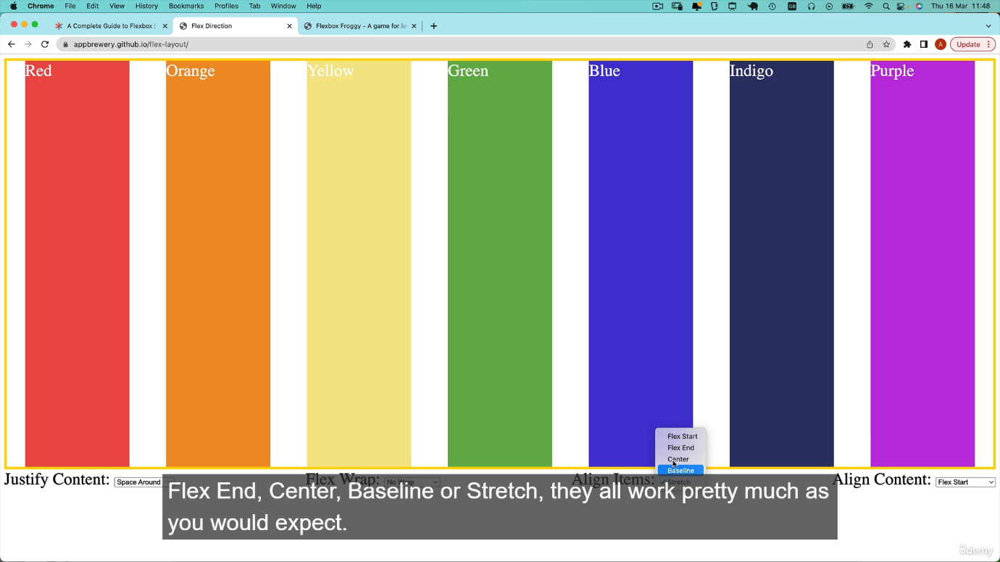 Chrome File Edit View History Bookmarks Profiles Tab Window Help Thu 16 Mar 11:48
A Complete Guide to Flexbox | Flex Direction Flexbox Froggy - A game for le
appbrewery.github.io/flex-layout/ A Update
Red Orange Yellow Green Blue Indigo Purple
Flex Start
Flex End
Center
Baseline
✓ Stretch
Justify Content: Space Around Flex Wrap: No Wrap Align Items: Align Content: Flex Start
Flex End, Center, Baseline or Stretch, they all work pretty much as
you would expect.
ûdemy